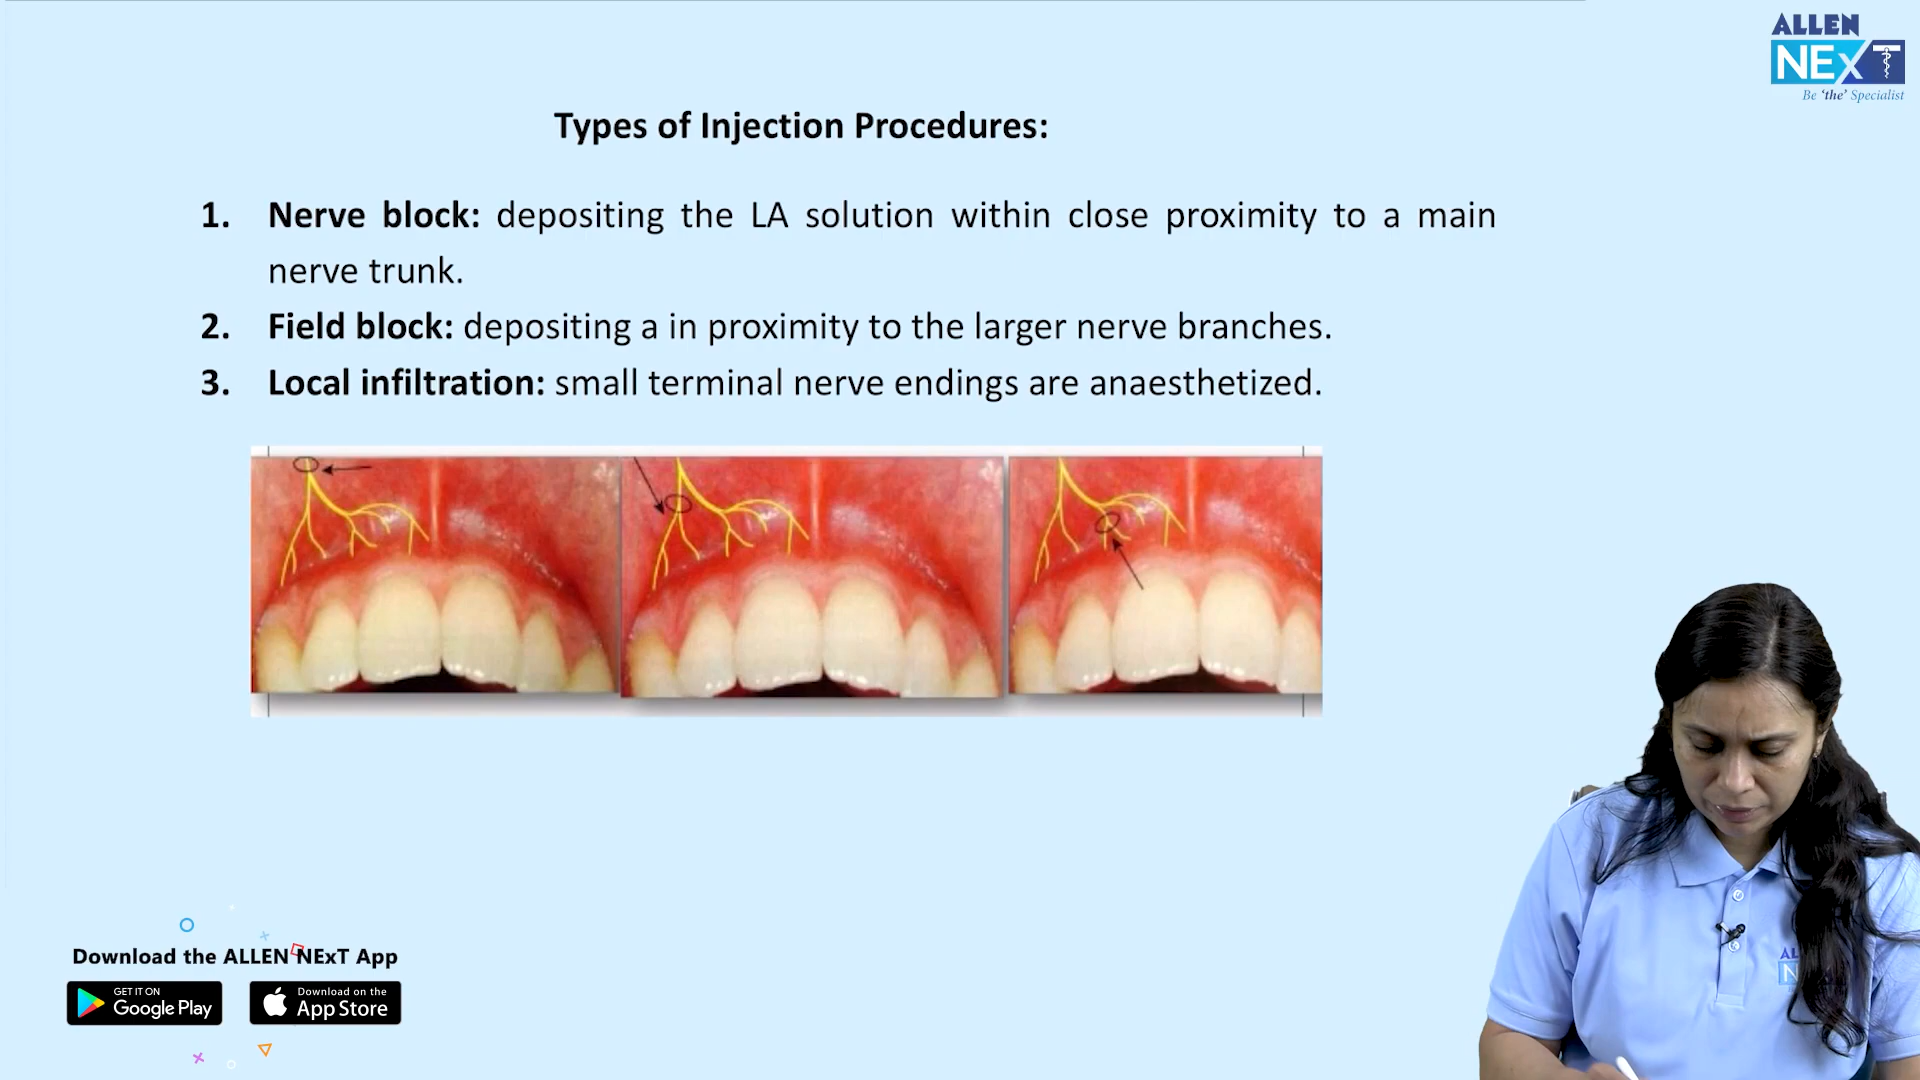 ALLEN
NEXT
Be 'the' Specialist
Types of Injection Procedures:
1. Nerve block: depositing the LA solution within close proximity to a main
nerve trunk.
2. Field block: depositing a in proximity to the larger nerve branches.
3. Local infiltration: small terminal nerve endings are anaesthetized.
Download the ALLEN NExT App
GET IT ON
Google Play
Download on the
App Store
AL
N